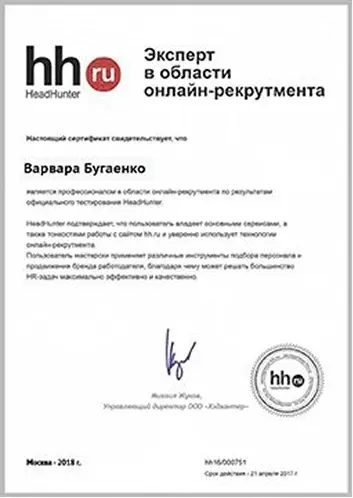 hh ru
HeadHunter
Эксперт
в области
онлайн-рекрутмента
Настоящий сертификат свидетельствует, что
Варвара Бугаенко
является профессионалом в области онлайн-рекрутмента по результатам
официального тестирования HeadHunter.
HeadHunter подтверждает, что пользователь владеет основными сервисами, а
также тонкостями работы с сайтом hh.ru и уверенно использует технологии
онлайн-рекрутмента.
Пользователь мастерски применяет различные инструменты подбора персонала и
продвижения бренда работодателя, благодаря чему может решать большинство
HR-задач максимально эффективно и качественно.
Михаил Жуков,
Управляющий директор ООО «Хэдхантер»
hh ru
Москва - 2018 г.
hh16/000751
Срок действия - 21 апреля 2017 г.